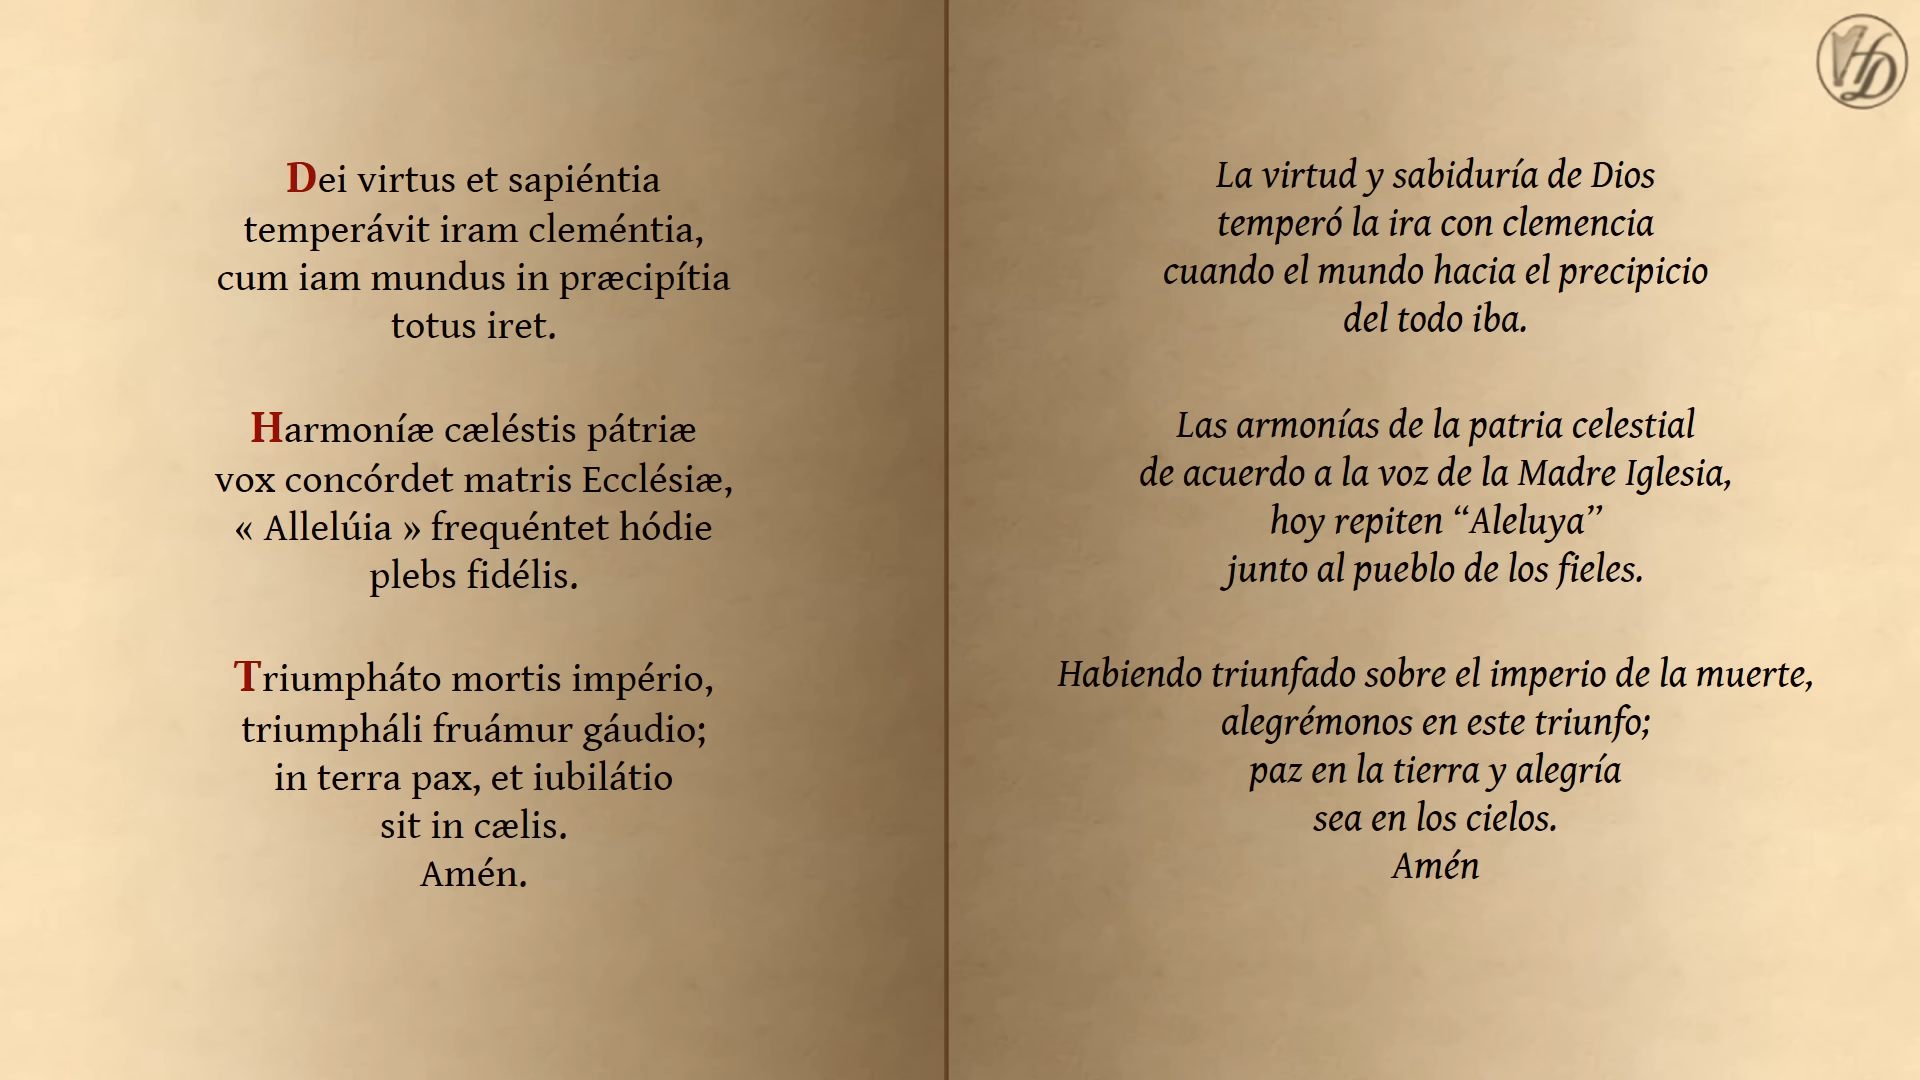 Dei virtus et sapiéntia
temperávit iram cleméntia,
cum iam mundus in præcipítia
totus iret.
Harmoníæ cæléstis pátriæ
vox concórdet matris Ecclésiæ,
« Allelúia » frequéntet hódie
plebs fidélis.
Triumpháto mortis império,
triumpháli fruámur gáudio;
in terra pax, et iubilátio
sit in cælis.
Amén.
La virtud y sabiduría de Dios
temperó la ira con clemencia
cuando el mundo hacia el precipicio
del todo iba.
Las armonías de la patria celestial
de acuerdo a la voz de la Madre Iglesia,
hoy repiten “Aleluya”
junto al pueblo de los fieles.
Habiendo triunfado sobre el imperio de la muerte,
alegrémonos en este triunfo;
paz en la tierra y alegría
sea en los cielos.
Amén
HD